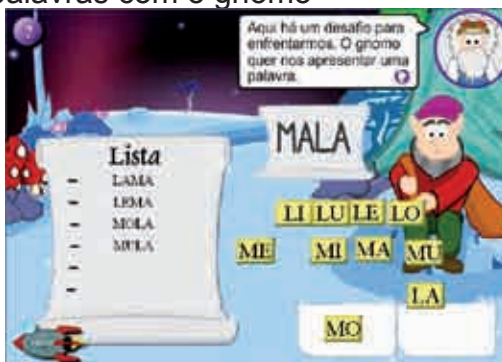 palavras com o gnomo
Aqui há um desafio para
enfrentarmos. O gnomo
quer nos apresentar uma
palavra.
MALA
Lista
- LAMA
- LEMA
- MOLA
- MULA
-
-
-
LI LU LE LO
ME MI MA MU
LA
MO